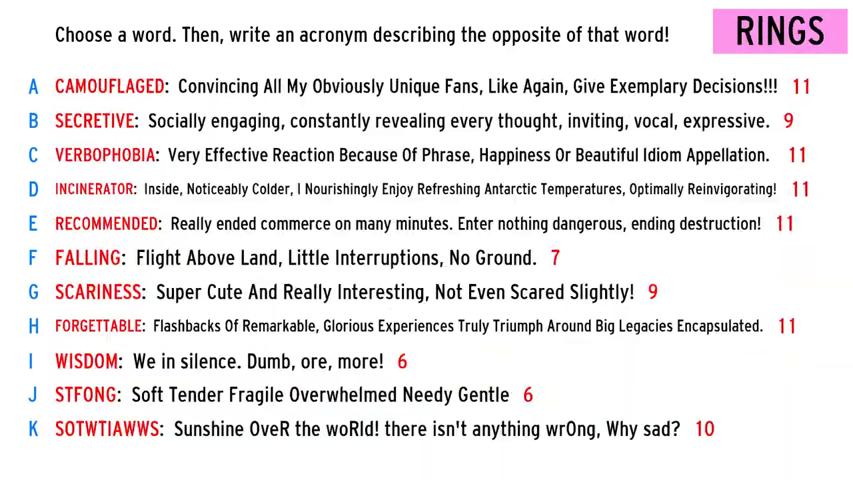 Choose a word. Then, write an acronym describing the opposite of that word!
RINGS
A CAMOUFLAGED: Convincing All My Obviously Unique Fans, Like Again, Give Exemplary Decisions!!! 11
B SECRETIVE: Socially engaging, constantly revealing every thought, inviting, vocal, expressive. 9
C VERBOPHOBIA: Very Effective Reaction Because Of Phrase, Happiness Or Beautiful Idiom Appellation. 11
D INCINERATOR: Inside, Noticeably Colder, I Nourishingly Enjoy Refreshing Antarctic Temperatures, Optimally Reinvigorating! 11
E RECOMMENDED: Really ended commerce on many minutes. Enter nothing dangerous, ending destruction! 11
F FALLING: Flight Above Land, Little Interruptions, No Ground. 7
G SCARINESS: Super Cute And Really Interesting, Not Even Scared Slightly! 9
H FORGETTABLE: Flashbacks Of Remarkable, Glorious Experiences Truly Triumph Around Big Legacies Encapsulated. 11
I WISDOM: We in silence. Dumb, ore, more! 6
J STFONG: Soft Tender Fragile Overwhelmed Needy Gentle 6
K SOTWTIAWWS: Sunshine OveR the woRld! there isn't anything wrOng, Why sad? 10